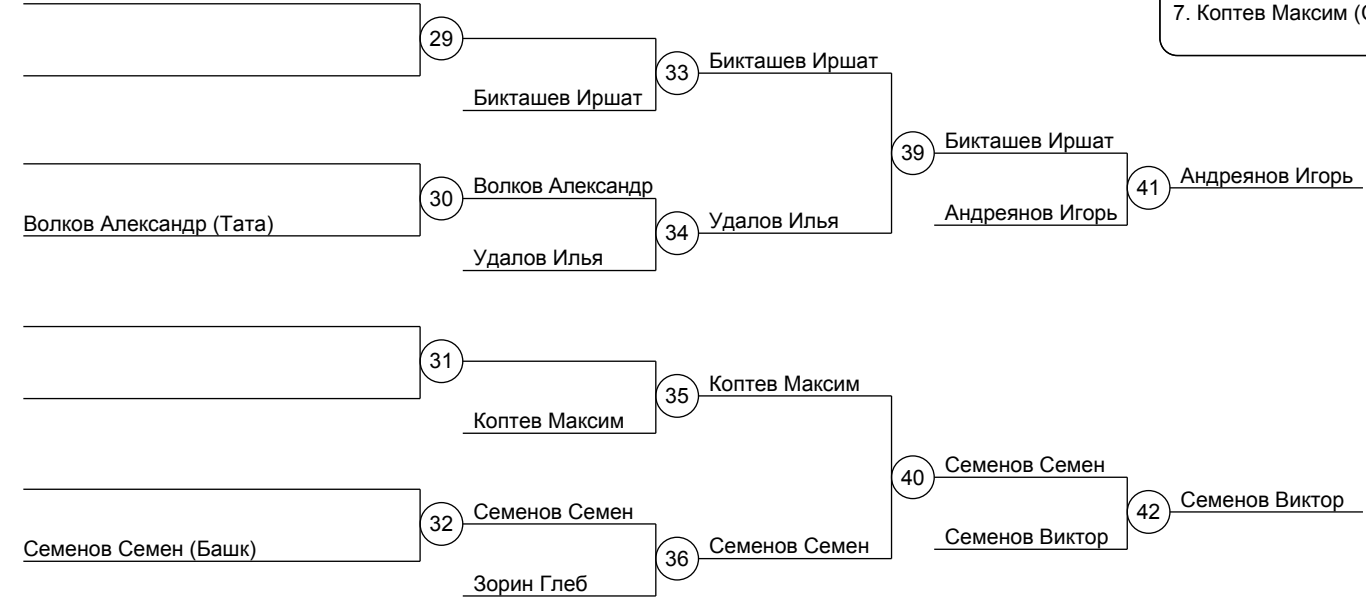 7. Коптев Максим (
29
Бикташев Иршат
33
Бикташев Иршат
Волков Александр (Тата)
30
Волков Александр
Удалов Илья
34
Удалов Илья
39
Бикташев Иршат
Андреянов Игорь
41
Андреянов Игорь
31
Коптев Максим
35
Коптев Максим
Семенов Семен (Башк)
32
Семенов Семен
Зорин Глеб
36
Семенов Семен
40
Семенов Семен
Семенов Виктор
42
Семенов Виктор